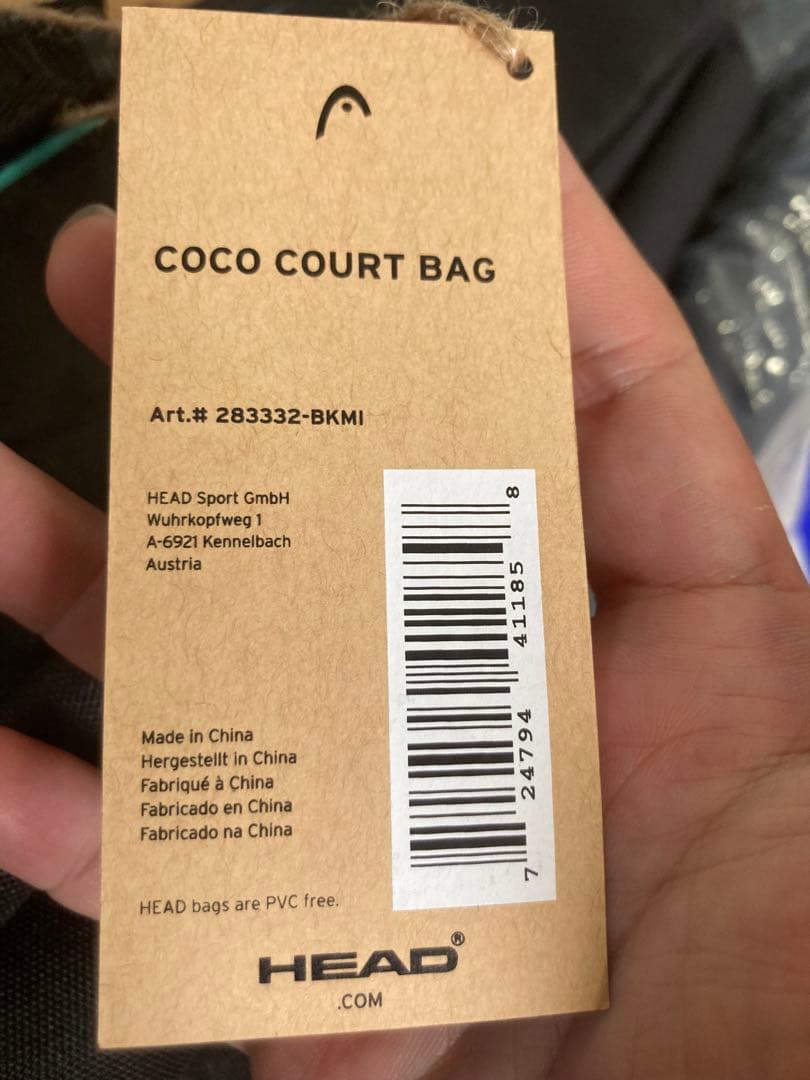 COCO COURT BAG
Art.# 283332-BKMI
HEAD Sport GmbH
Wuhrkopfweg 1
A-6921 Kennelbach
Austria
7 24794 41185 8
Made in China
Hergestellt in China
Fabriqué à China
Fabricado en China
Fabricado na China
HEAD bags are PVC free.
HEAD®
.COM